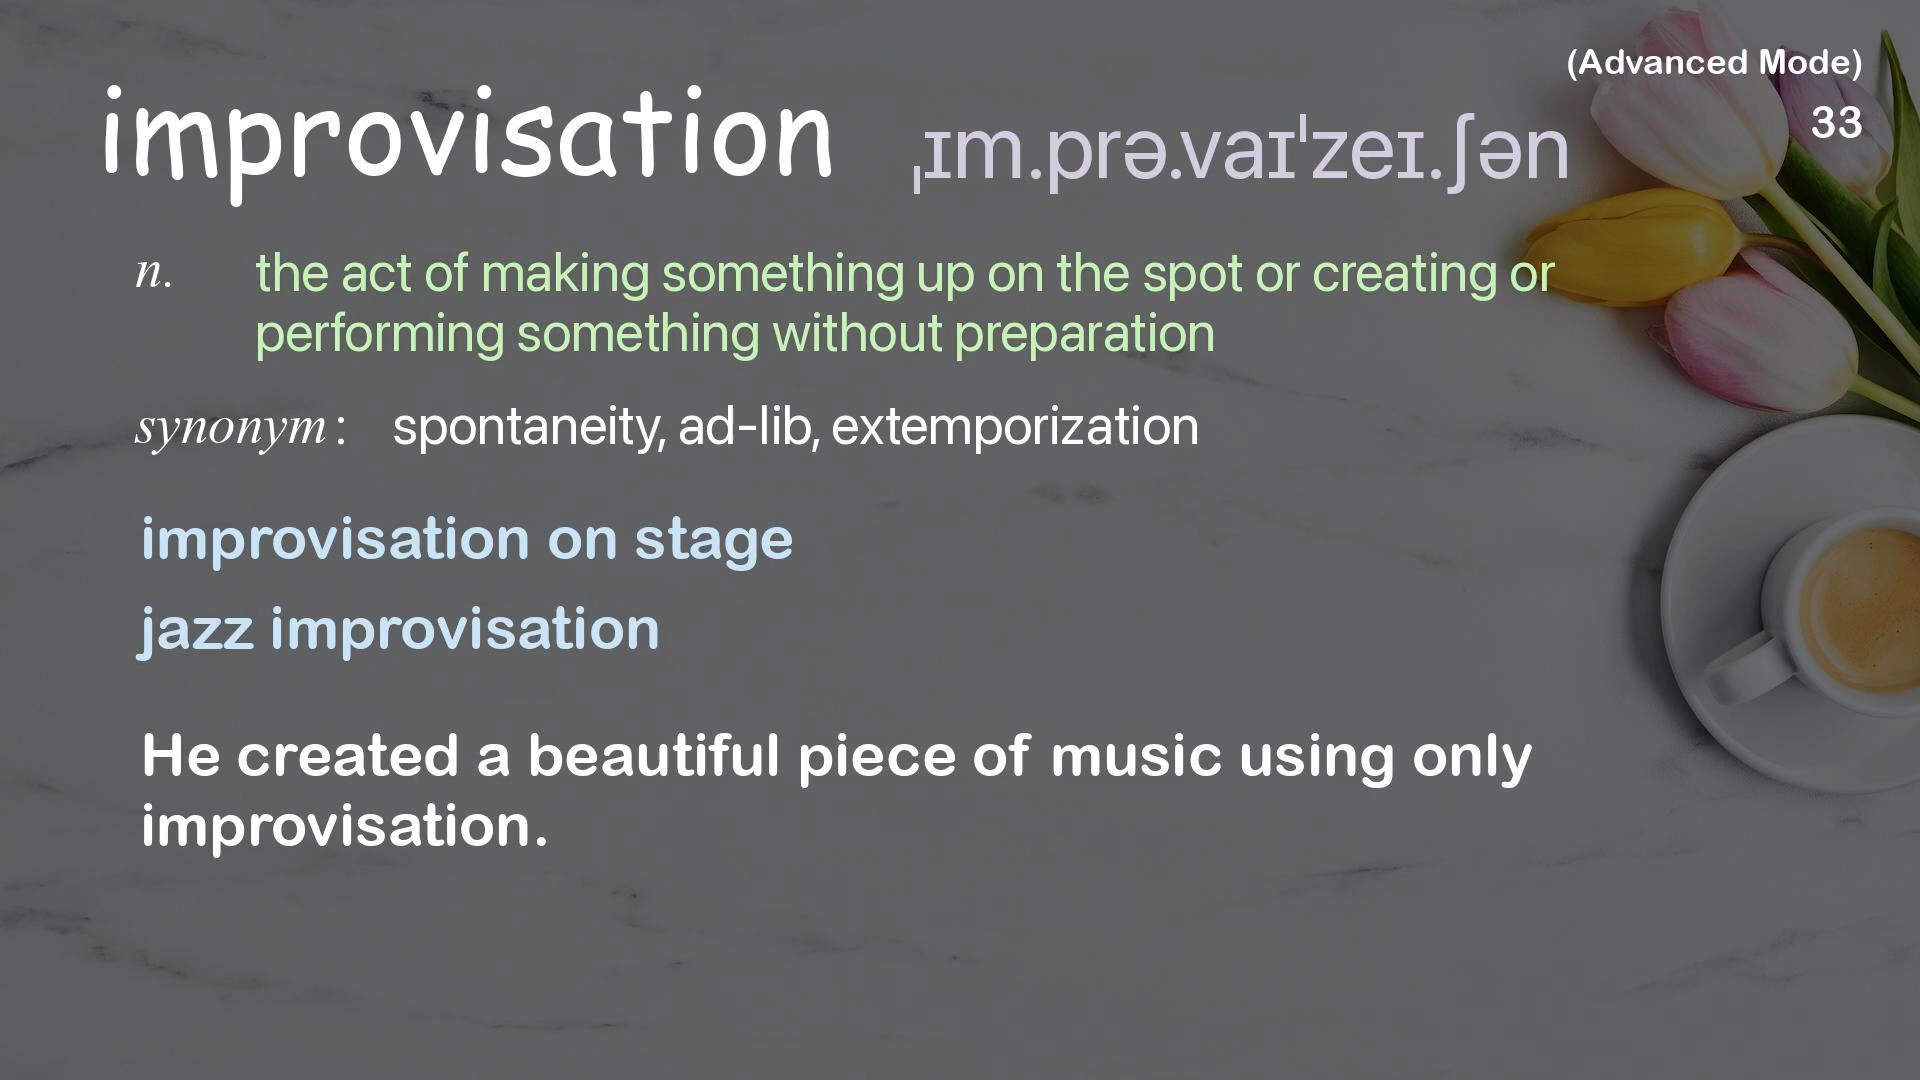 (Advanced Mode)
improvisation ˌɪm.prə.vaɪˈzeɪ.ʃən
33
n. the act of making something up on the spot or creating or
performing something without preparation
synonym: spontaneity, ad-lib, extemporization
improvisation on stage
jazz improvisation
He created a beautiful piece of music using only
improvisation.